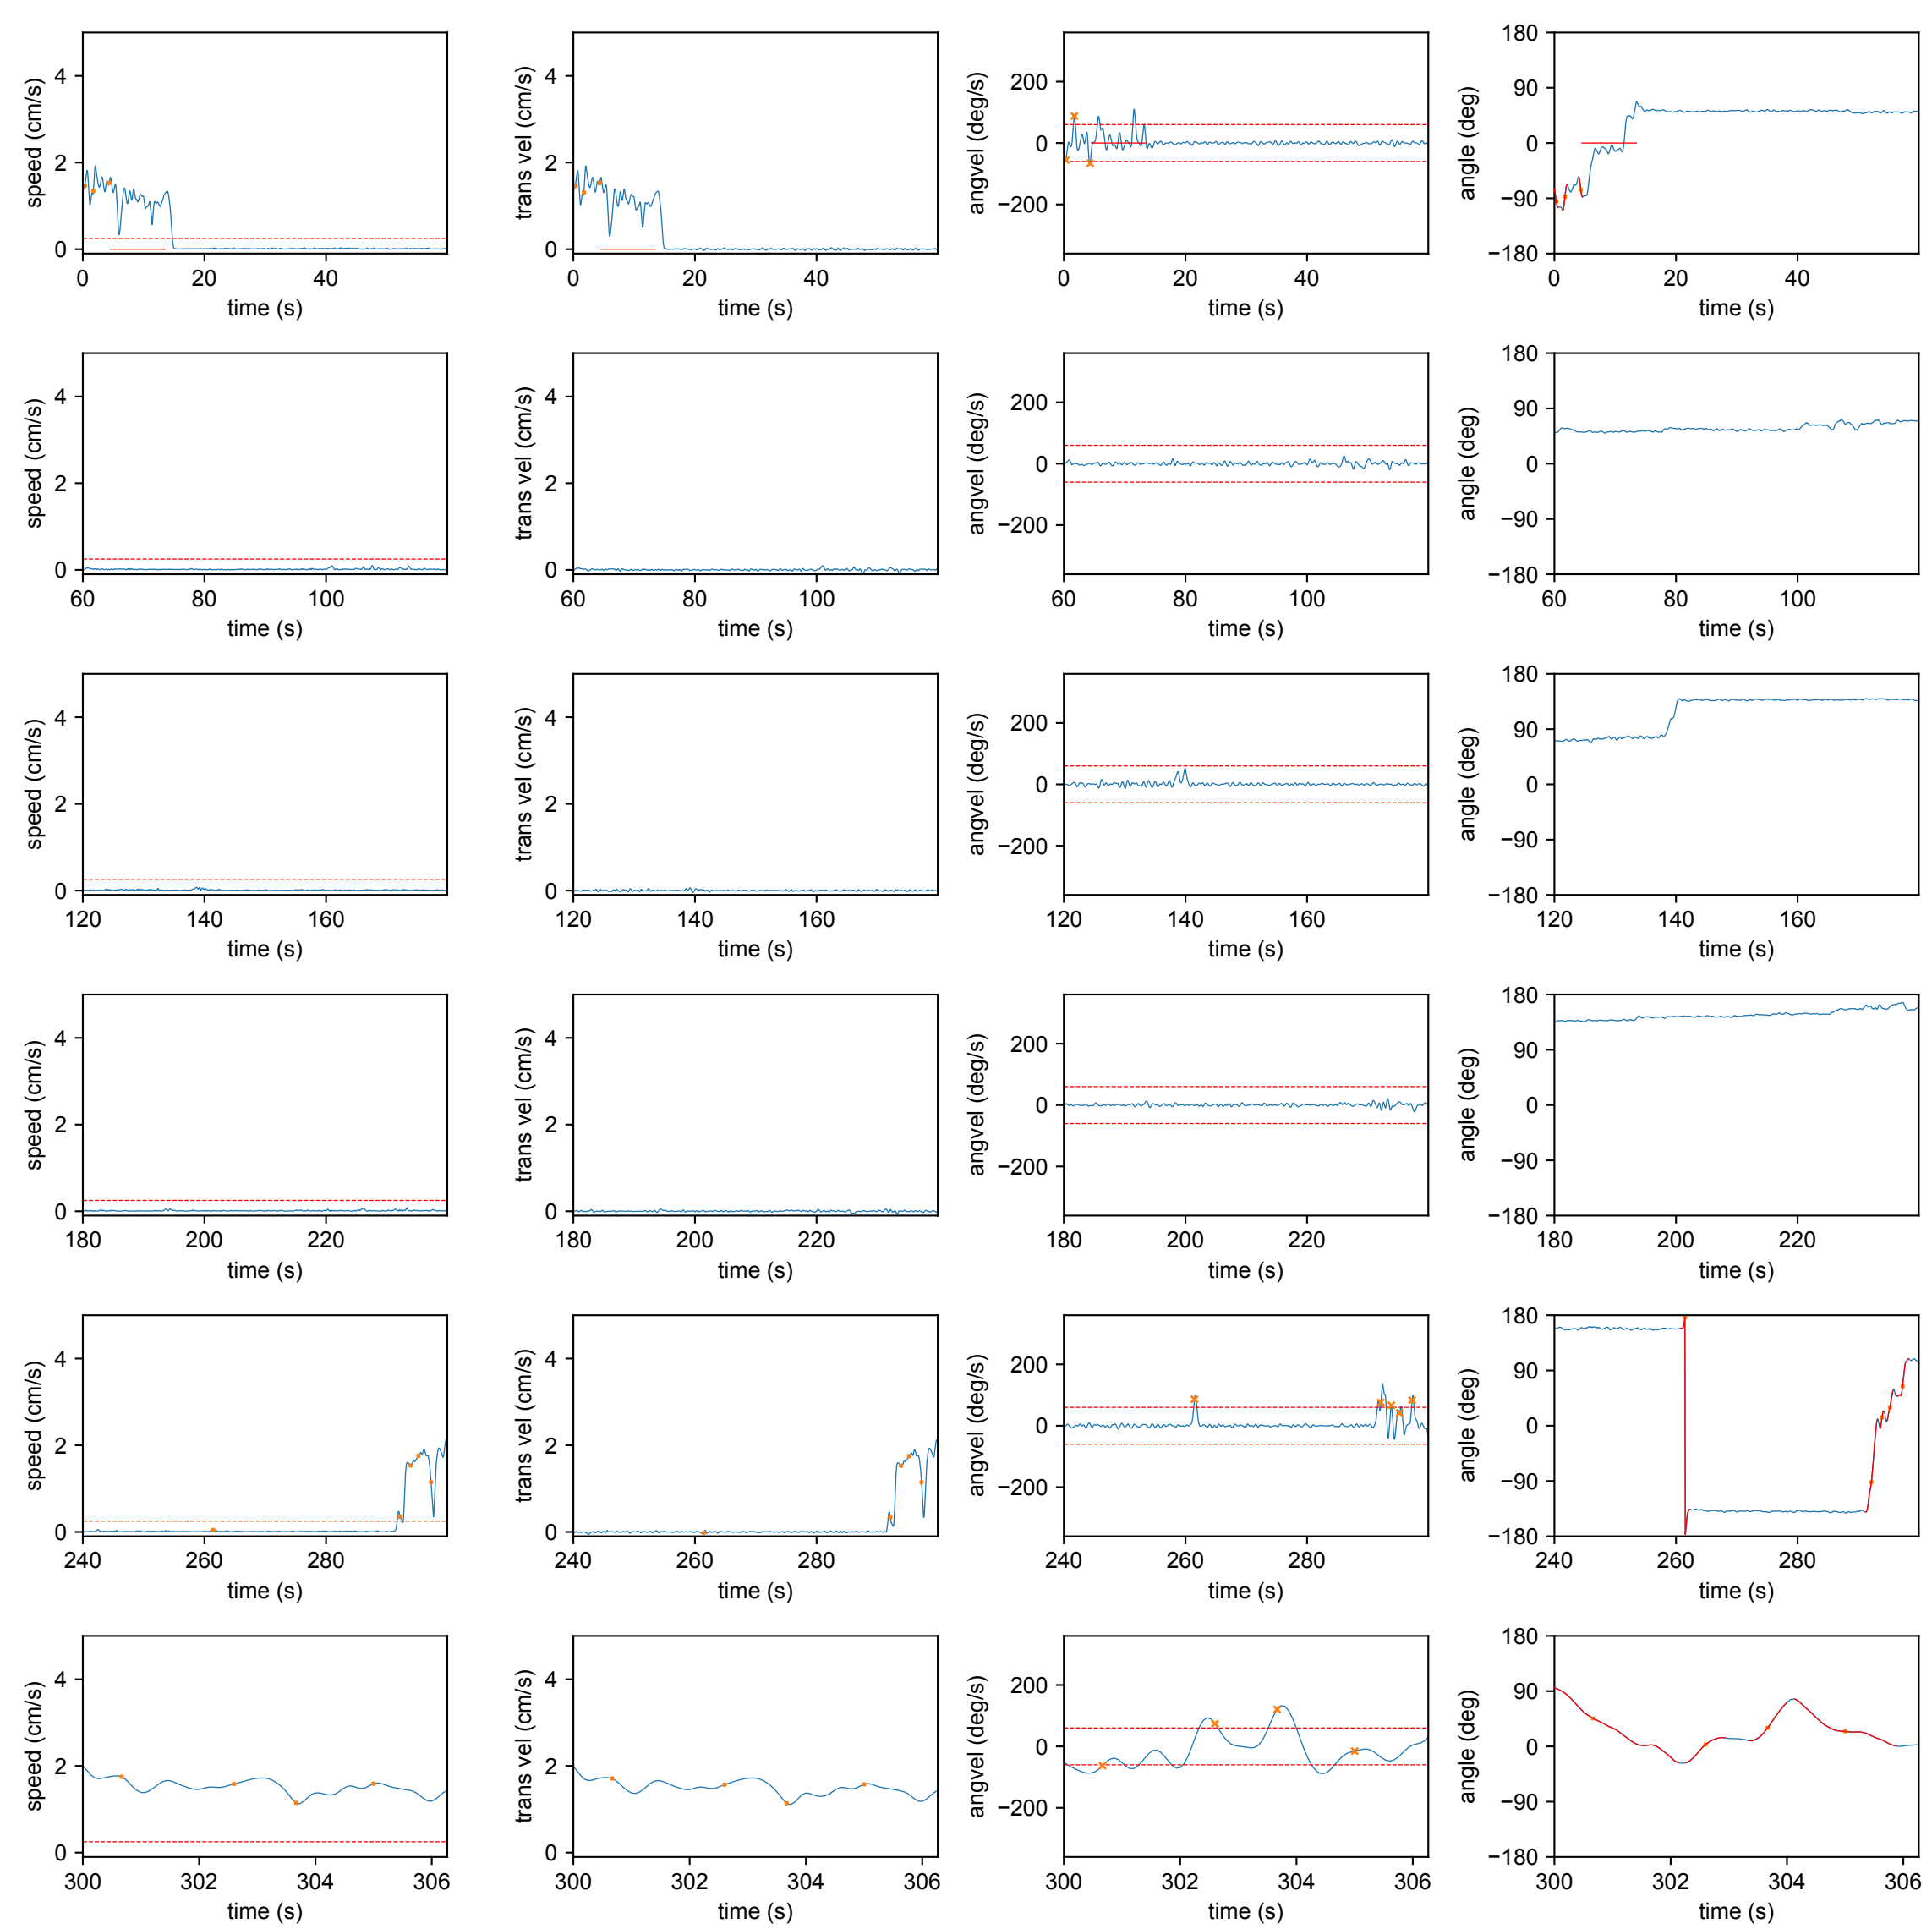 speed (cm/s)
4
2
0
0 20 40
time (s)
trans vel (cm/s)
4
2
0
0 20 40
time (s)
angvel (deg/s)
200
0
−200
0 20 40
time (s)
angle (deg)
180
90
0
−90
−180
0 20 40
time (s)
speed (cm/s)
4
2
0
60 80 100
time (s)
trans vel (cm/s)
4
2
0
60 80 100
time (s)
angvel (deg/s)
200
0
−200
60 80 100
time (s)
angle (deg)
180
90
0
−90
−180
60 80 100
time (s)
speed (cm/s)
4
2
0
120 140 160
time (s)
trans vel (cm/s)
4
2
0
120 140 160
time (s)
angvel (deg/s)
200
0
−200
120 140 160
time (s)
angle (deg)
180
90
0
−90
−180
120 140 160
time (s)
speed (cm/s)
4
2
0
180 200 220
time (s)
trans vel (cm/s)
4
2
0
180 200 220
time (s)
angvel (deg/s)
200
0
−200
180 200 220
time (s)
angle (deg)
180
90
0
−90
−180
180 200 220
time (s)
speed (cm/s)
4
2
0
240 260 280
time (s)
trans vel (cm/s)
4
2
0
240 260 280
time (s)
angvel (deg/s)
200
0
−200
240 260 280
time (s)
angle (deg)
180
90
0
−90
−180
240 260 280
time (s)
speed (cm/s)
4
2
0
300 302 304 306
time (s)
trans vel (cm/s)
4
2
0
300 302 304 306
time (s)
angvel (deg/s)
200
0
−200
300 302 304 306
time (s)
angle (deg)
180
90
0
−90
−180
300 302 304 306
time (s)